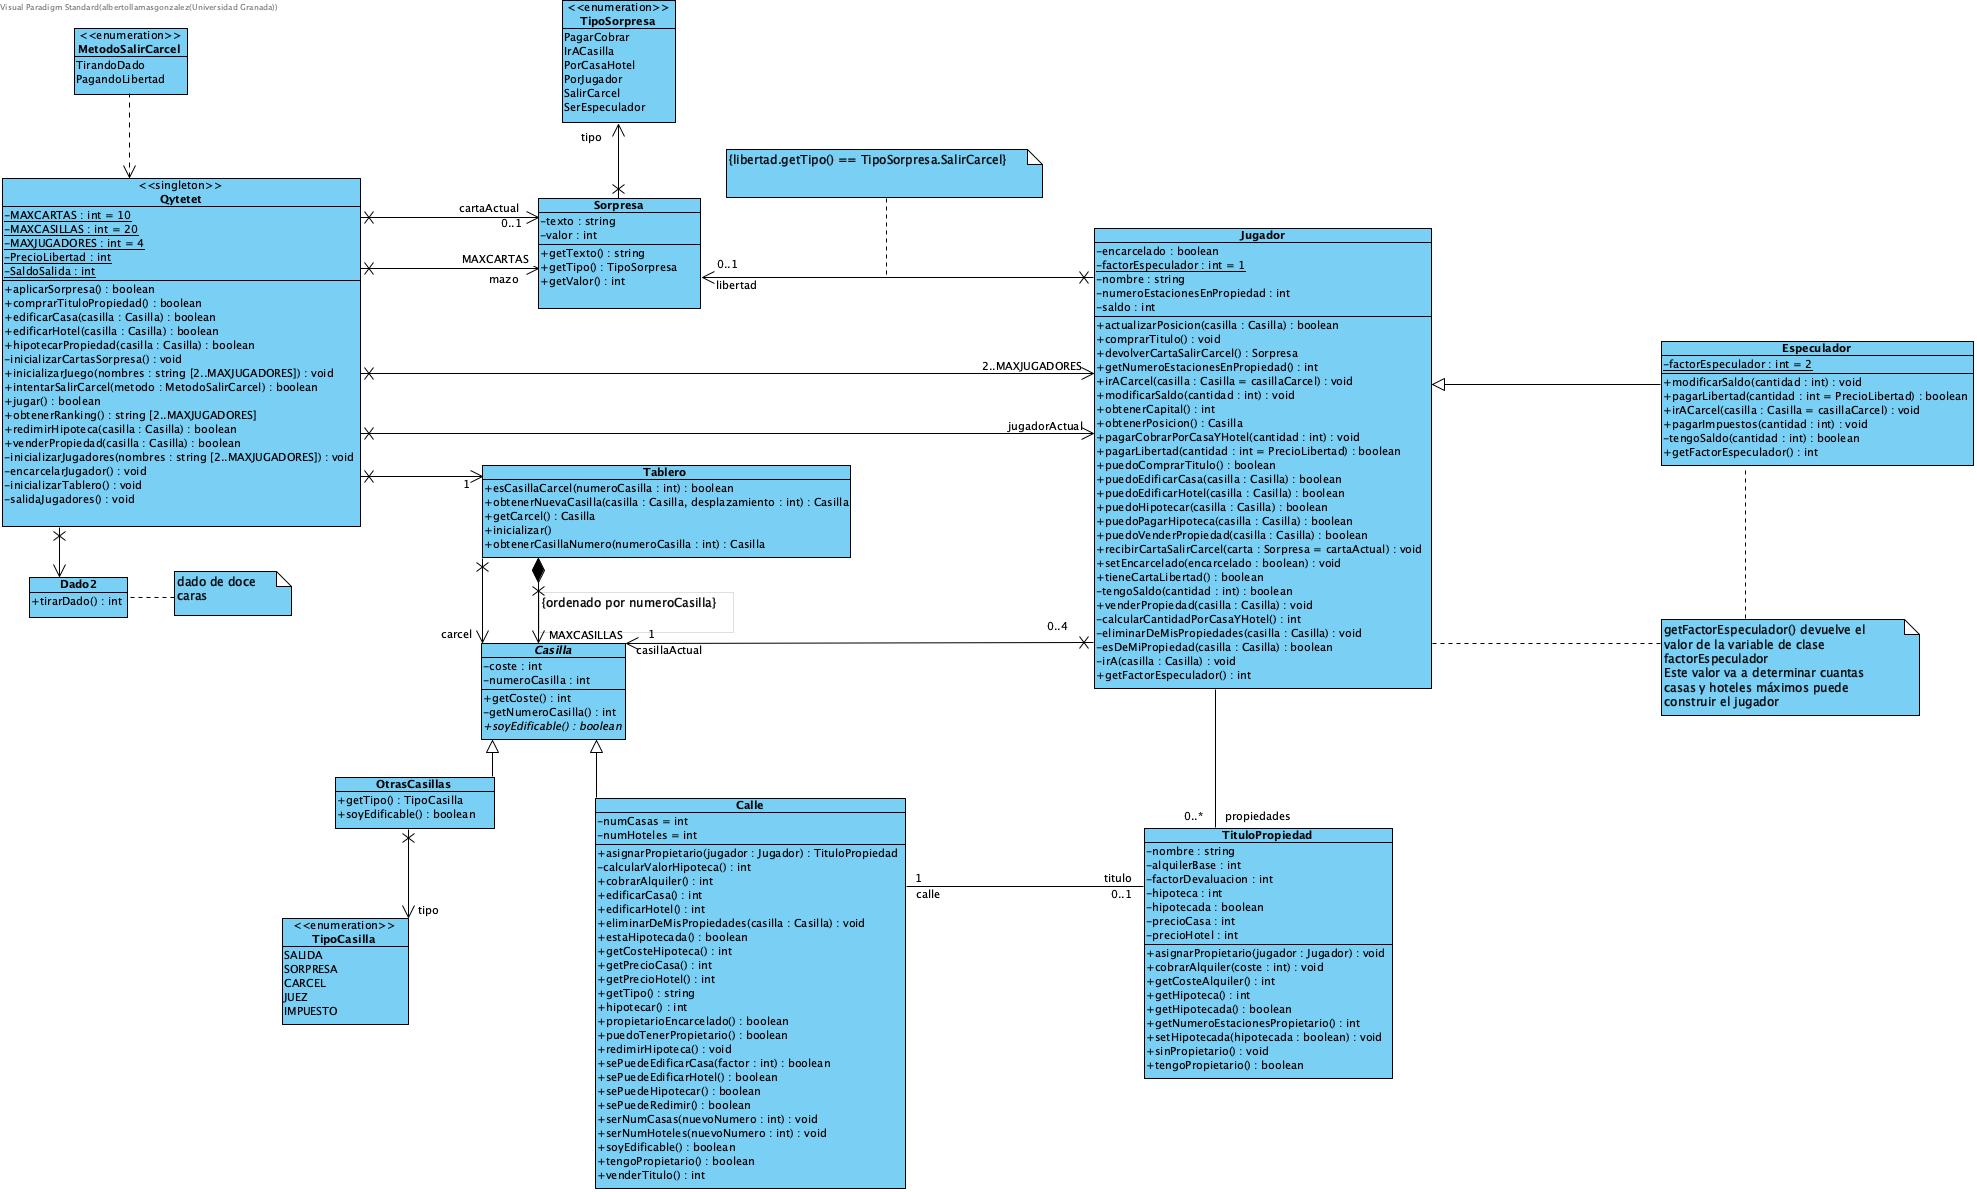 Visual Paradigm Standard(albertollamasgonzalez(Universidad Granada))
<<enumeration>>
MetodoSalirCarcel
TirandoDado
PagandoLibertad
<<enumeration>>
TipoSorpresa
PagarCobrar
IrACasilla
PorCasaHotel
PorJugador
SalirCarcel
SerEspeculador
tipo
{libertad.getTipo() == TipoSorpresa.SalirCarcel}
<<singleton>>
Qytetet
-MAXCARTAS : int = 10
-MAXCASILLAS : int = 20
-MAXJUGADORES : int = 4
-PrecioLibertad : int
-SaldoSalida : int
+aplicarSorpresa() : boolean
+comprarTituloPropiedad() : boolean
+edificarCasa(casilla : Casilla) : boolean
+edificarHotel(casilla : Casilla) : boolean
+hipotecarPropiedad(casilla : Casilla) : boolean
-inicializarCartasSorpresa() : void
+inicializarJuego(nombres : string [2..MAXJUGADORES]) : void
+intentarSalirCarcel(metodo : MetodoSalirCarcel) : boolean
+jugar() : boolean
+obtenerRanking() : string [2..MAXJUGADORES]
+redimirHipoteca(casilla : Casilla) : boolean
+venderPropiedad(casilla : Casilla) : boolean
-inicializarJugadores(nombres : string [2..MAXJUGADORES]) : void
-encarcelarJugador() : void
-inicializarTablero() : void
-salidaJugadores() : void
cartaActual
0..1
MAXCARTAS
mazo
Sorpresa
-texto : string
-valor : int
+getTexto() : string
+getTipo() : TipoSorpresa
+getValor() : int
0..1
libertad
2..MAXJUGADORES
jugadorActual
1
Jugador
-encarcelado : boolean
-factorEspeculador : int = 1
-nombre : string
-numeroEstacionesEnPropiedad : int
-saldo : int
+actualizarPosicion(casilla : Casilla) : boolean
+comprarTitulo() : void
+devolverCartaSalirCarcel() : Sorpresa
+getNumeroEstacionesEnPropiedad() : int
+irACarcel(casilla : Casilla = casillaCarcel) : void
+modificarSaldo(cantidad : int) : void
+obtenerCapital() : int
+obtenerPosicion() : Casilla
+pagarCobrarPorCasaYHotel(cantidad : int) : void
+pagarLibertad(cantidad : int = PrecioLibertad) : boolean
+puedoComprarTitulo() : boolean
+puedoEdificarCasa(casilla : Casilla) : boolean
+puedoEdificarHotel(casilla : Casilla) : boolean
+puedoHipotecar(casilla : Casilla) : boolean
+puedoPagarHipoteca(casilla : Casilla) : boolean
+puedoVenderPropiedad(casilla : Casilla) : boolean
+recibirCartaSalirCarcel(carta : Sorpresa = cartaActual) : void
+setEncarcelado(encarcelado : boolean) : void
+tieneCartaLibertad() : boolean
-tengoSaldo(cantidad : int) : boolean
+venderPropiedad(casilla : Casilla) : void
-calcularCantidadPorCasaYHotel() : int
-eliminarDeMisPropiedades(casilla : Casilla) : void
-esDeMiPropiedad(casilla : Casilla) : boolean
-irA(casilla : Casilla) : void
+getFactorEspeculador() : int
Especulador
-factorEspeculador : int = 2
+modificarSaldo(cantidad : int) : void
+pagarLibertad(cantidad : int = PrecioLibertad) : boolean
+irACarcel(casilla : Casilla = casillaCarcel) : void
+pagarImpuestos(cantidad : int) : void
-tengoSaldo(cantidad : int) : boolean
+getFactorEspeculador() : int
Tablero
+esCasillaCarcel(numeroCasilla : int) : boolean
+obtenerNuevaCasilla(casilla : Casilla, desplazamiento : int) : Casilla
+getCarcel() : Casilla
+inicializar()
+obtenerCasillaNumero(numeroCasilla : int) : Casilla
Dado2
+tirarDado() : int
dado de doce
caras
{ordenado por numeroCasilla}
carcel
MAXCASILLAS
1
casillaActual
0..4
getFactorEspeculador() devuelve el
valor de la variable de clase
factorEspeculador
Este valor va a determinar cuantas
casas y hoteles máximos puede
construir el jugador
Casilla
-coste : int
-numeroCasilla : int
+getCoste() : int
-getNumeroCasilla() : int
+soyEdificable() : boolean
OtrasCasillas
+getTipo() : TipoCasilla
+soyEdificable() : boolean
tipo
<<enumeration>>
TipoCasilla
SALIDA
SORPRESA
CARCEL
JUEZ
IMPUESTO
Calle
-numCasas = int
-numHoteles = int
+asignarPropietario(jugador : Jugador) : TituloPropiedad
-calcularValorHipoteca() : int
+cobrarAlquiler() : int
+edificarCasa() : int
+edificarHotel() : int
+eliminarDeMisPropiedades(casilla : Casilla) : void
+estaHipotecada() : boolean
+getCosteHipoteca() : int
+getPrecioCasa() : int
+getPrecioHotel() : int
+getTipo() : string
+hipotecar() : int
+propietarioEncarcelado() : boolean
+puedoTenerPropietario() : boolean
+redimirHipoteca() : void
+sePuedeEdificarCasa(factor : int) : boolean
+sePuedeEdificarHotel() : boolean
+sePuedeHipotecar() : boolean
+sePuedeRedimir() : boolean
+serNumCasas(nuevoNumero : int) : void
+serNumHoteles(nuevoNumero : int) : void
+soyEdificable() : boolean
+tengoPropietario() : boolean
+venderTitulo() : int
1
calle
titulo
0..1
0..*
propiedades
TituloPropiedad
-nombre : string
-alquilerBase : int
-factorDevaluacion : int
-hipoteca : int
-hipotecada : boolean
-precioCasa : int
-precioHotel : int
+asignarPropietario(jugador : Jugador) : void
+cobrarAlquiler(coste : int) : void
+getCosteAlquiler() : int
+getHipoteca() : int
+getHipotecada() : boolean
+getNumeroEstacionesPropietario() : int
+setHipotecada(hipotecada : boolean) : void
+sinPropietario() : void
+tengoPropietario() : boolean